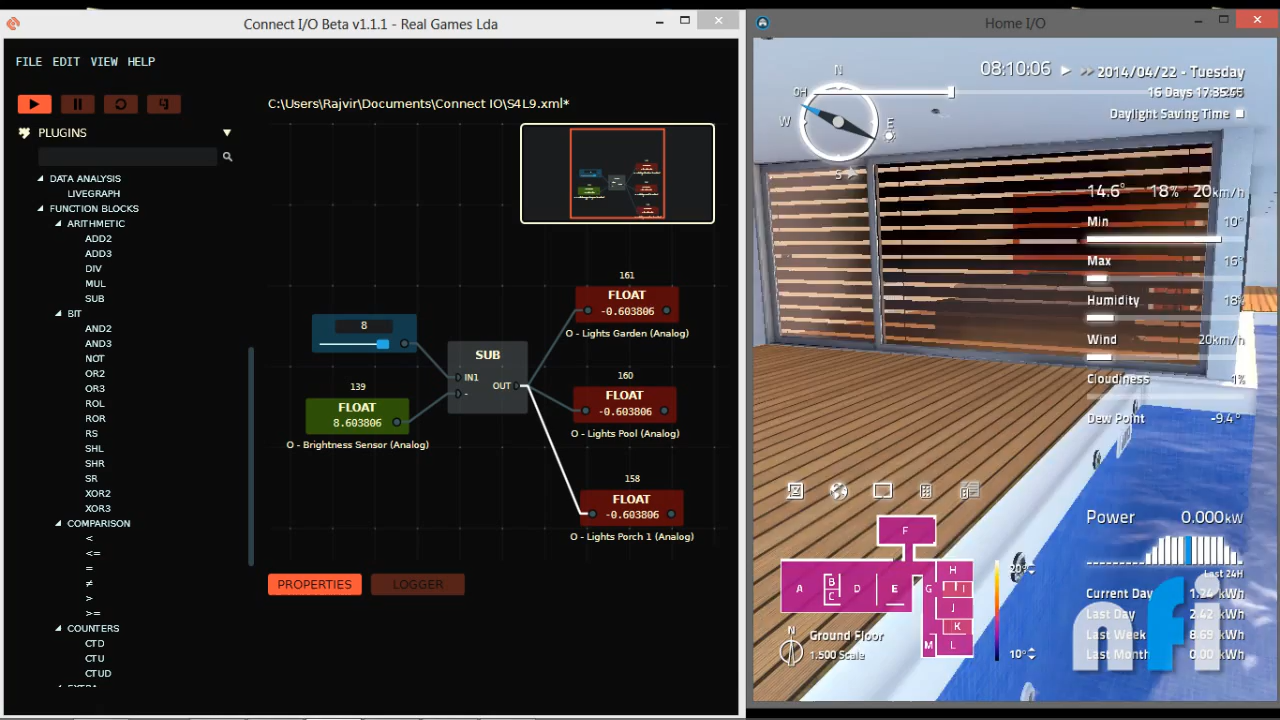 Connect I/O Beta v1.1.1 - Real Games Lda
FILE EDIT VIEW HELP
C:\Users\Rajvir\Documents\Connect IO\S4L9.xml*
PLUGINS
DATA ANALYSIS
LIVEGRAPH
FUNCTION BLOCKS
ARITHMETIC
ADD2
ADD3
DIV
MUL
SUB
BIT
AND2
AND3
NOT
OR2
OR3
ROL
ROR
RS
SHL
SHR
SR
XOR2
XOR3
COMPARISON
<
<=
=
≠
>
>=
COUNTERS
CTD
CTU
CTUD
EXTRA
8
139
FLOAT
8.603806
O - Brightness Sensor (Analog)
SUB
IN1
OUT
-
161
FLOAT
-0.603806
O - Lights Garden (Analog)
160
FLOAT
-0.603806
O - Lights Pool (Analog)
158
FLOAT
-0.603806
O - Lights Porch 1 (Analog)
PROPERTIES
LOGGER
Home I/O
08:10:06
2014/04/22 - Tuesday
0H
16 Days 17:35
Daylight Saving Time
N
W
E
S
14.6° 18% 20km/h
Min 10°
Max 16°
Humidity 18%
Wind 20km/h
Cloudiness 1%
Dew Point -9.4°
Power 0.000kW
Last 24H
Current Day 1.24 kWh
Last Day 2.42 kWh
Last Week 8.69 kWh
Last Month 0.00 kWh
F
A
B
C
D
E
G
H
I
J
K
L
M
20°
10°
N
Ground Floor
1:500 Scale
nfi